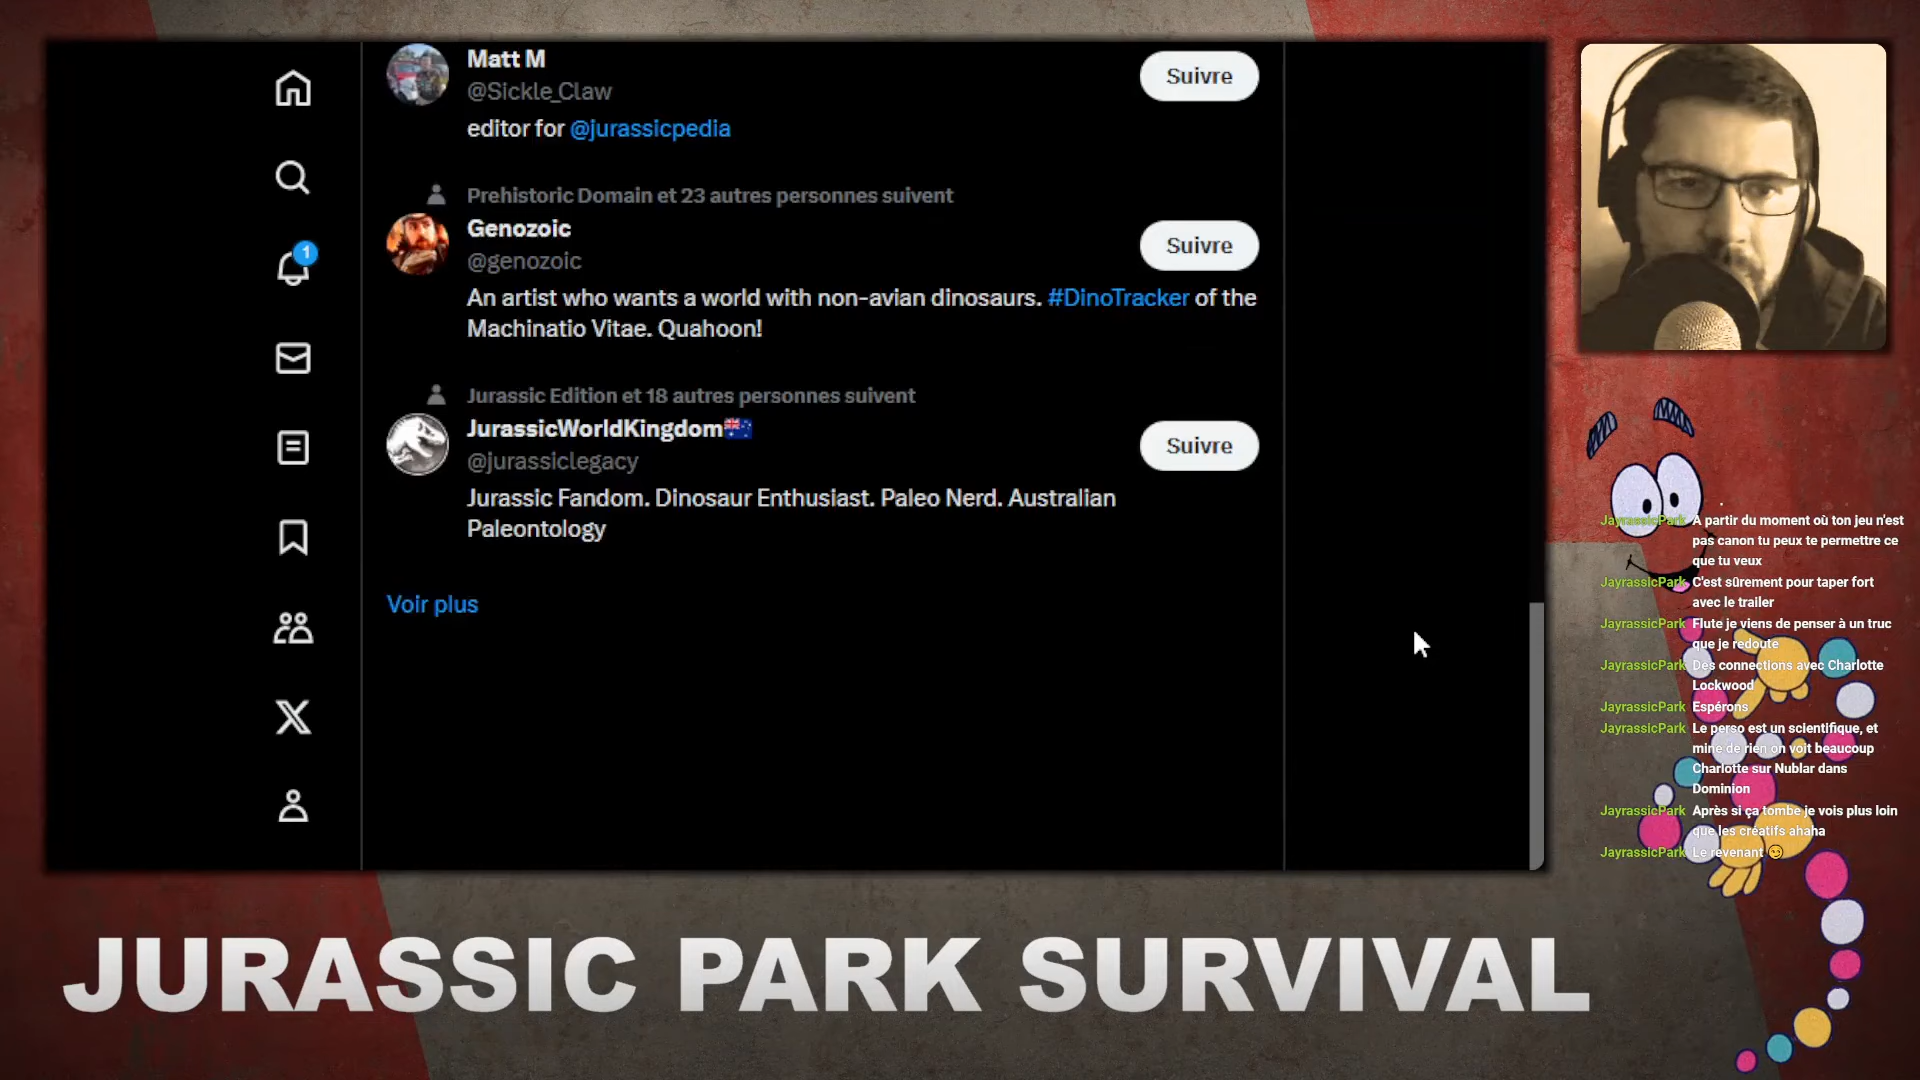 Matt M
@Sickle_Claw
Suivre
editor for @jurassicpedia
Prehistoric Domain et 23 autres personnes suivent
Genozoic
@genozoic
Suivre
An artist who wants a world with non-avian dinosaurs. #DinoTracker of the
Machinatio Vitae. Quahoon!
Jurassic Edition et 18 autres personnes suivent
JurassicWorldKingdom
@jurassiclegacy
Suivre
Jurassic Fandom. Dinosaur Enthusiast. Paleo Nerd. Australian
Paleontology
Voir plus
1
JayrassicPark A partir du moment où ton jeu n'est
pas canon tu peux te permettre ce
que tu veux
JayrassicPark C'est sûrement pour taper fort
avec le trailer
JayrassicPark Flute je viens de penser à un truc
que je redoute
JayrassicPark Des connections avec Charlotte
Lockwood
JayrassicPark Espérons
JayrassicPark Le perso est un scientifique, et
mine de rien on voit beaucoup
Charlotte sur Nublar dans
Dominion
JayrassicPark Après si ça tombe je vois plus loin
que les créatifs ahaha
JayrassicPark Le revenant 😏
JURASSIC PARK SURVIVAL